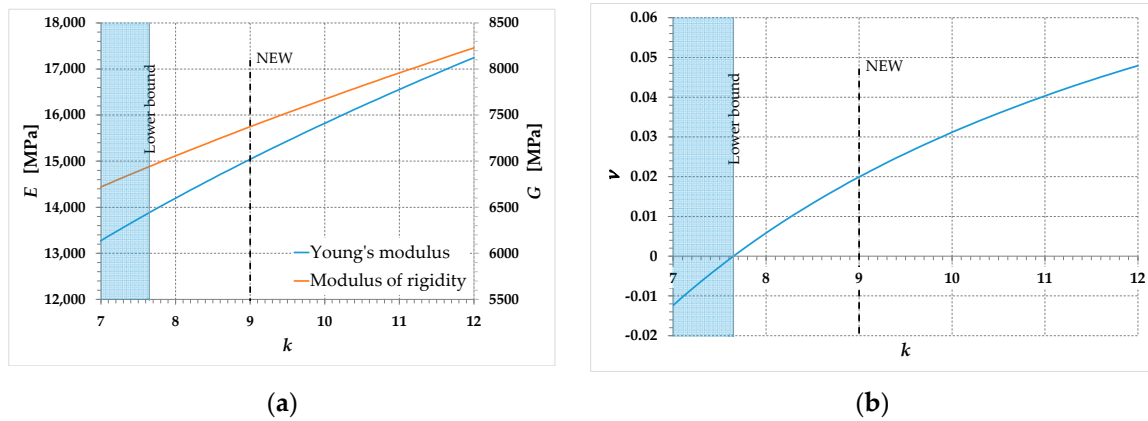 18,000
17,000
16,000
15,000
14,000
13,000
12,000
E [MPa]
8500
8000
7500
7000
6500
6000
5500
G [MPa]
Lower bound
NEW
Young's modulus
Modulus of rigidity
7 8 9 10 11 12
k
(a)
0.06
0.05
0.04
0.03
0.02
0.01
0
-0.01
-0.02
ν
Lower bound
NEW
7 8 9 10 11 12
k
(b)